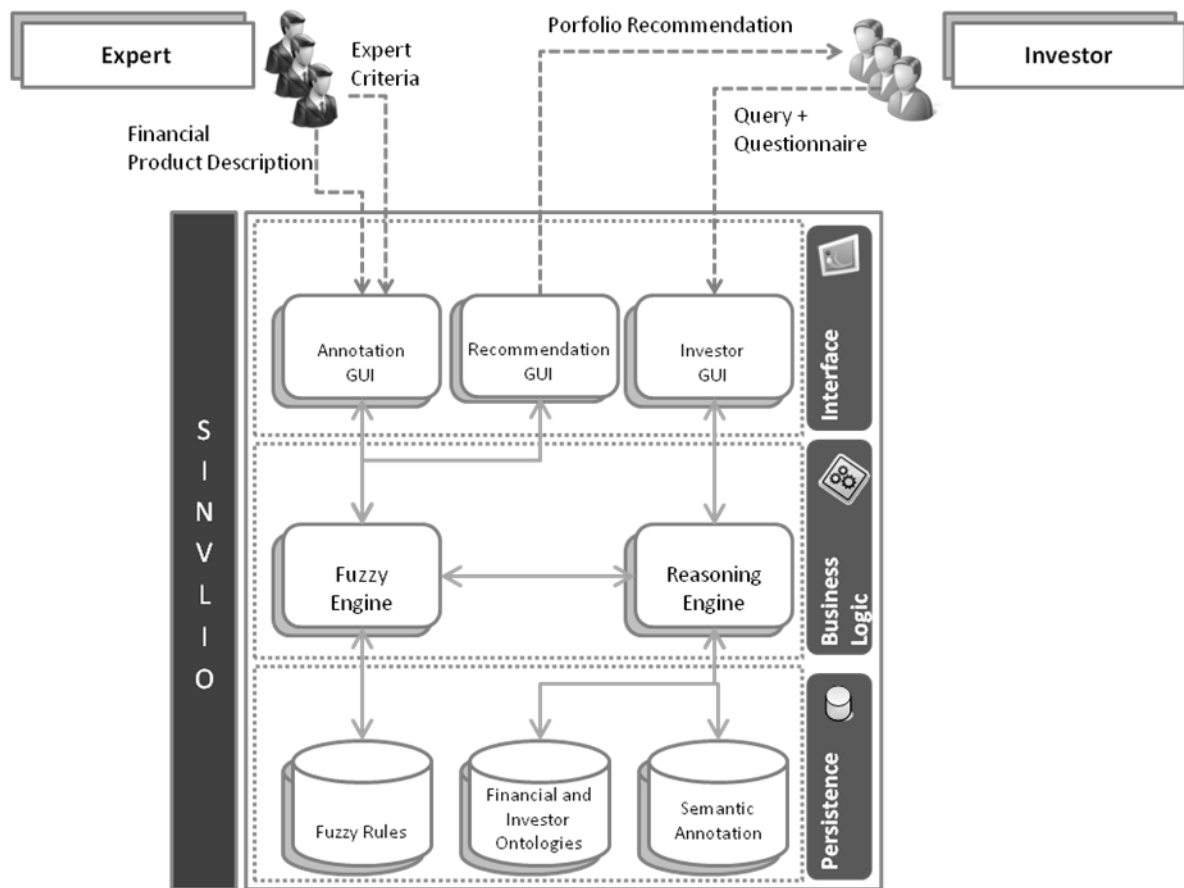 Expert
Expert
Criteria
Financial
Product Description
Porfolio Recommendation
Investor
Query +
Questionnaire
SINVLIO
Annotation
GUI
Recommendation
GUI
Investor
GUI
Interface
Fuzzy
Engine
Reasoning
Engine
Business
Logic
Fuzzy Rules
Financial and
Investor
Ontologies
Semantic
Annotation
Persistence